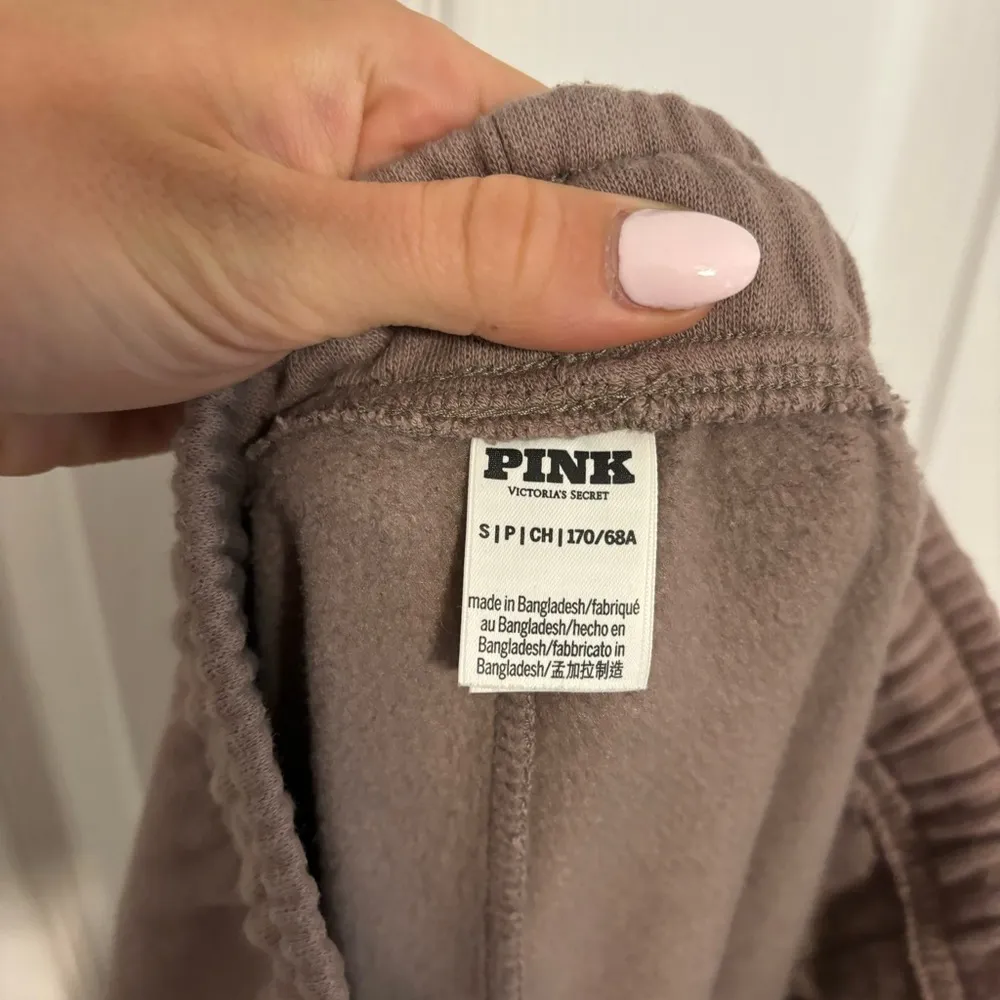 PINK
VICTORIA'S SECRET
S | P | CH | 170/68A
made in Bangladesh/fabriqué
au Bangladesh/hecho en
Bangladesh/fabbricato in
Bangladesh/孟加拉制造